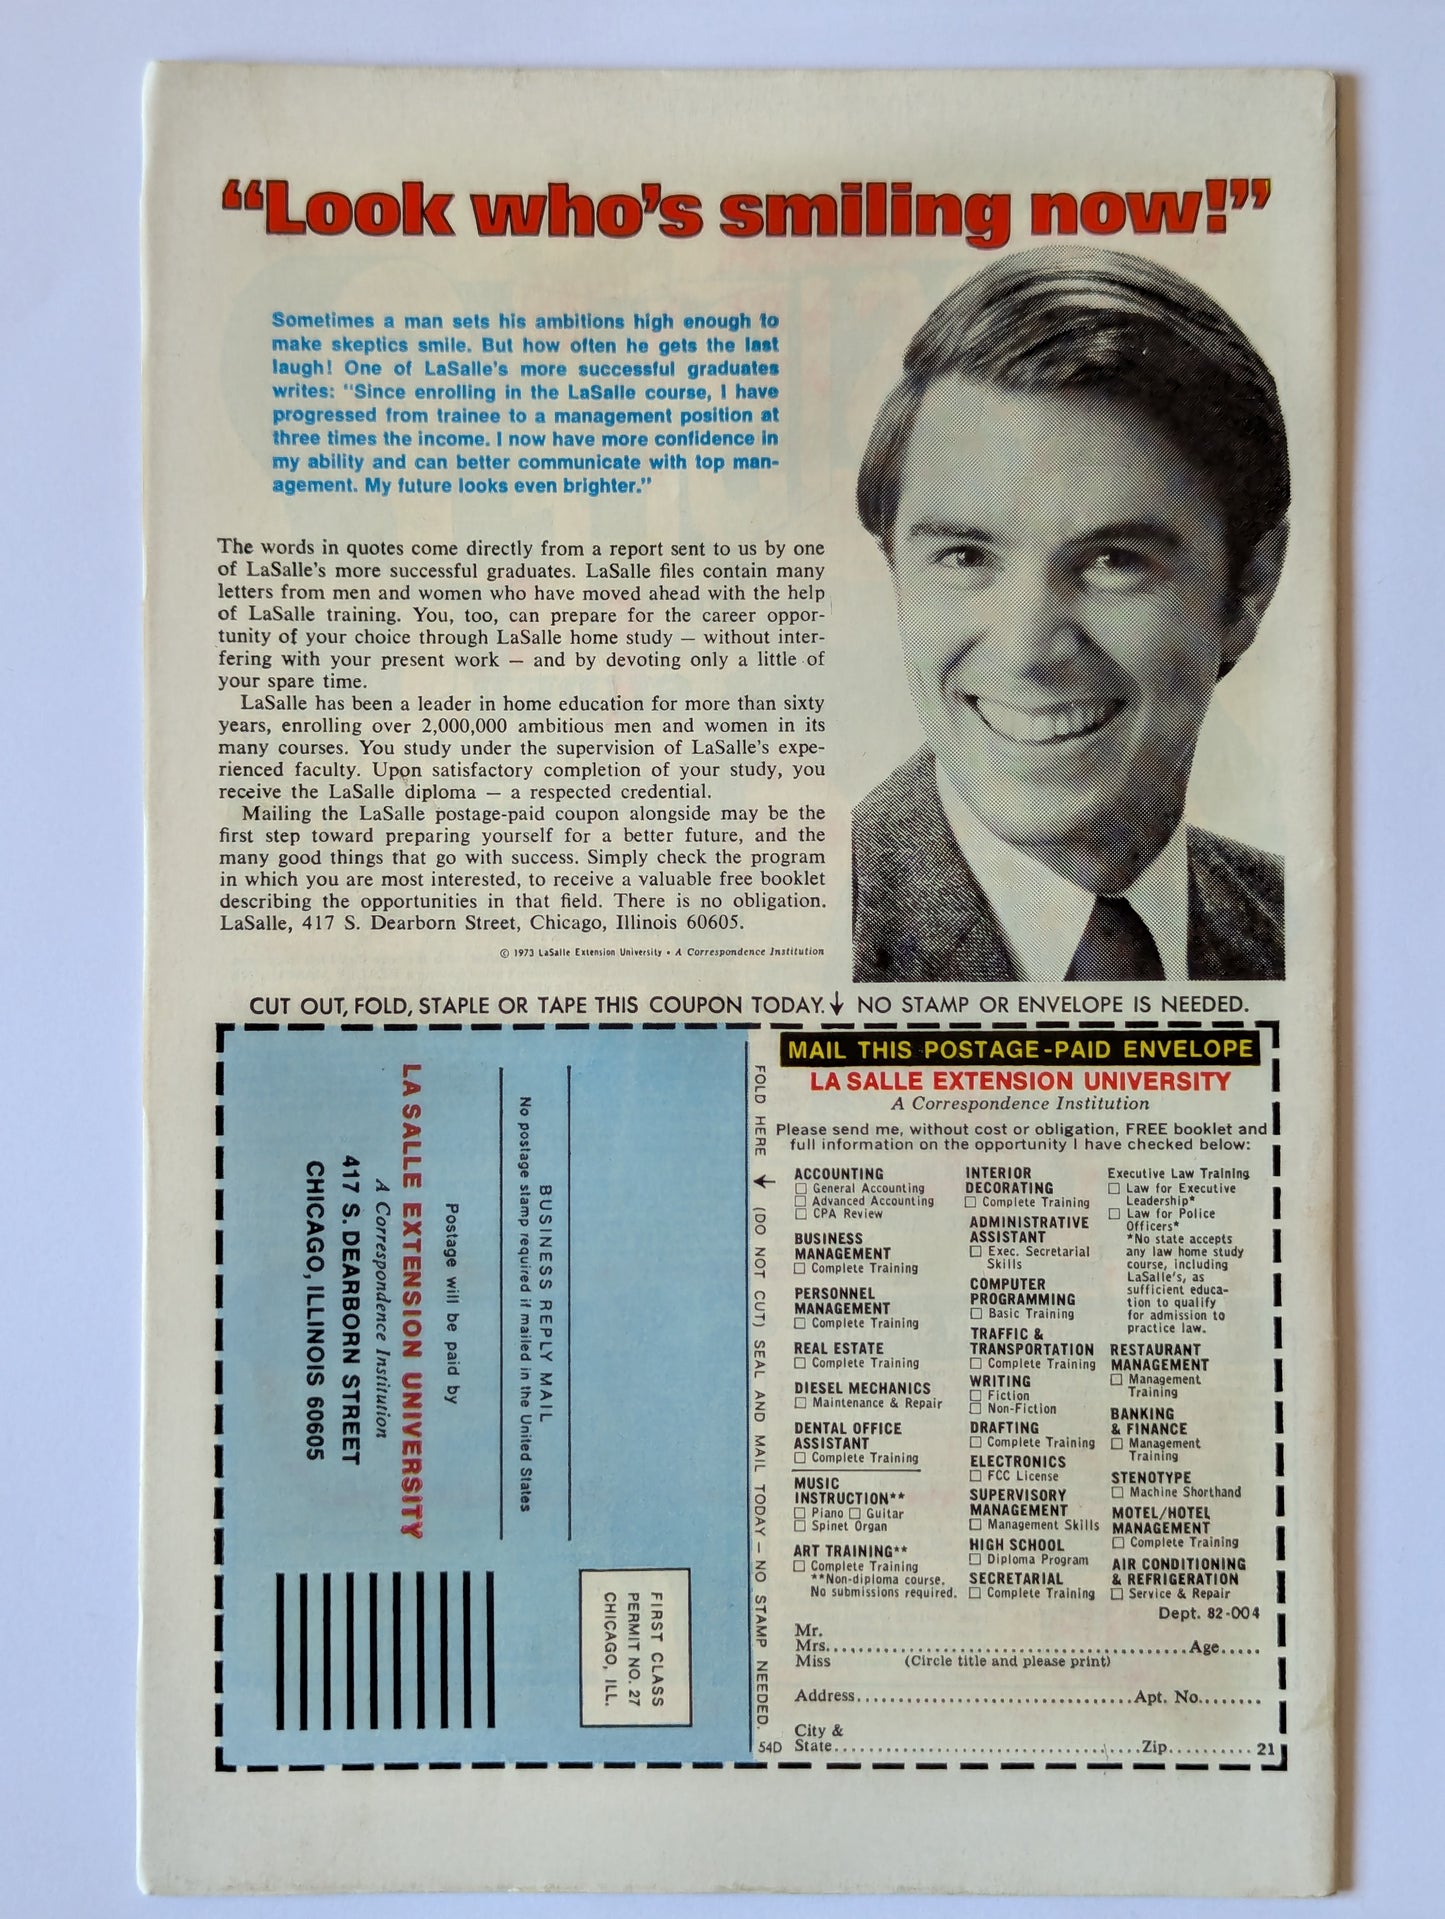 “Look who’s smiling now!”
Sometimes a man sets his ambitions high enough to
make skeptics smile. But how often he gets the last
laugh! One of LaSalle's more successful graduates
writes: "Since enrolling in the LaSalle course, I have
progressed from trainee to a management position at
three times the income. I now have more confidence in
my ability and can better communicate with top man-
agement. My future looks even brighter."
The words in quotes come directly from a report sent to us by one
of LaSalle's more successful graduates. LaSalle files contain many
letters from men and women who have moved ahead with the help
of LaSalle training. You, too, can prepare for the career oppor-
tunity of your choice through LaSalle home study — without inter-
fering with your present work — and by devoting only a little of
your spare time.
LaSalle has been a leader in home education for more than sixty
years, enrolling over 2,000,000 ambitious men and women in its
many courses. You study under the supervision of LaSalle's expe-
rienced faculty. Upon satisfactory completion of your study, you
receive the LaSalle diploma — a respected credential.
Mailing the LaSalle postage-paid coupon alongside may be the
first step toward preparing yourself for a better future, and the
many good things that go with success. Simply check the program
in which you are most interested, to receive a valuable free booklet
describing the opportunities in that field. There is no obligation.
LaSalle, 417 S. Dearborn Street, Chicago, Illinois 60605.
© 1973 LaSalle Extension University • A Correspondence Institution
CUT OUT, FOLD, STAPLE OR TAPE THIS COUPON TODAY.↓ NO STAMP OR ENVELOPE IS NEEDED.
FIRST CLASS
PERMIT NO. 27
CHICAGO, ILL.
BUSINESS REPLY MAIL
No postage stamp required if mailed in the United States
Postage will be paid by
LA SALLE EXTENSION UNIVERSITY
A Correspondence Institution
417 S. DEARBORN STREET
CHICAGO, ILLINOIS 60605
FOLD HERE → (DO NOT CUT) SEAL AND MAIL TODAY — NO STAMP NEEDED.
54D
MAIL THIS POSTAGE-PAID ENVELOPE
LA SALLE EXTENSION UNIVERSITY
A Correspondence Institution
Please send me, without cost or obligation, FREE booklet and
full information on the opportunity I have checked below:
ACCOUNTING
☐ General Accounting
☐ Advanced Accounting
☐ CPA Review
BUSINESS
MANAGEMENT
☐ Complete Training
PERSONNEL
MANAGEMENT
☐ Complete Training
REAL ESTATE
☐ Complete Training
DIESEL MECHANICS
☐ Maintenance & Repair
DENTAL OFFICE
ASSISTANT
☐ Complete Training
MUSIC
INSTRUCTION**
☐ Piano ☐ Guitar
☐ Spinet Organ
ART TRAINING**
☐ Complete Training
**Non-diploma course.
No submissions required.
INTERIOR
DECORATING
☐ Complete Training
ADMINISTRATIVE
ASSISTANT
☐ Exec. Secretarial
Skills
COMPUTER
PROGRAMMING
☐ Basic Training
TRAFFIC &
TRANSPORTATION
☐ Complete Training
WRITING
☐ Fiction
☐ Non-Fiction
DRAFTING
☐ Complete Training
ELECTRONICS
☐ FCC License
SUPERVISORY
MANAGEMENT
☐ Management Skills
HIGH SCHOOL
☐ Diploma Program
SECRETARIAL
☐ Complete Training
Executive Law Training
☐ Law for Executive
Leadership*
☐ Law for Police
Officers*
*No state accepts
any law home study
course, including
LaSalle's, as
sufficient educa-
tion to qualify
for admission to
practice law.
RESTAURANT
MANAGEMENT
☐ Management
Training
BANKING
& FINANCE
☐ Management
Training
STENOTYPE
☐ Machine Shorthand
MOTEL/HOTEL
MANAGEMENT
☐ Complete Training
AIR CONDITIONING
& REFRIGERATION
☐ Service & Repair
Dept. 82-004
Mr.
Mrs. Age
Miss (Circle title and please print)
Address Apt. No.
City &
State Zip 21